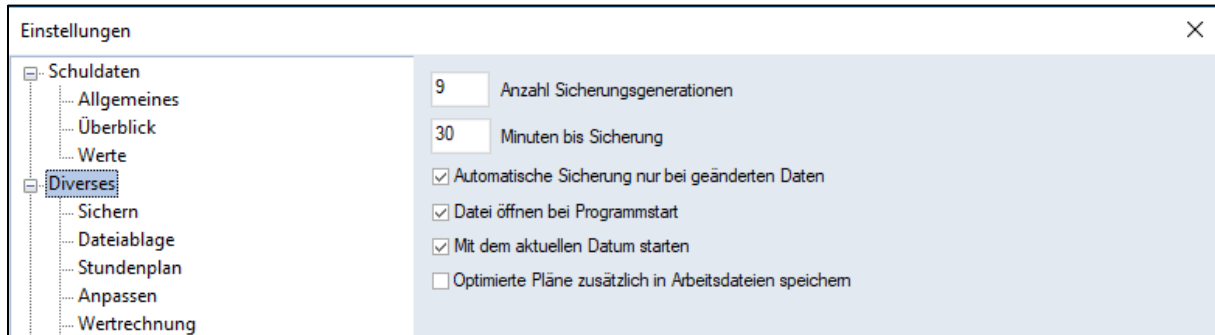 Einstellungen
Schuldaten
Allgemeines
Überblick
Werte
Diverses
Sichern
Dateiablage
Stundenplan
Anpassen
Wertrechnung
9 Anzahl Sicherungsgenerationen
30 Minuten bis Sicherung
Automatische Sicherung nur bei geänderten Daten
Datei öffnen bei Programmstart
Mit dem aktuellen Datum starten
Optimierte Pläne zusätzlich in Arbeitsdateien speichern